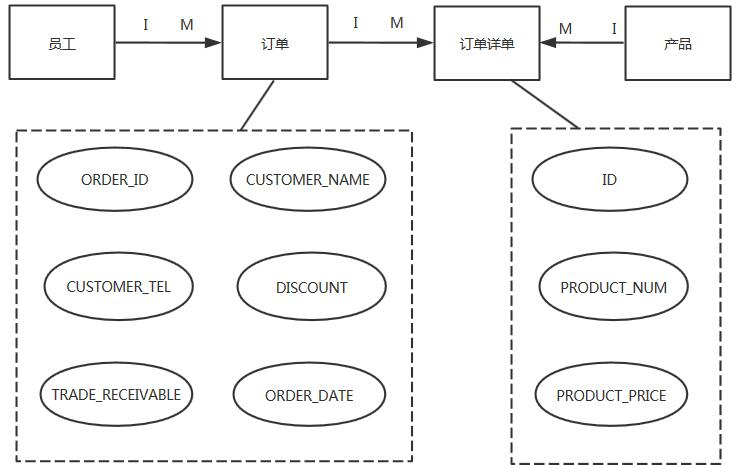 员工 I M 订单 I M 订单详单 M I 产品
ORDER_ID CUSTOMER_NAME ID
CUSTOMER_TEL DISCOUNT PRODUCT_NUM
TRADE_RECEIVABLE ORDER_DATE PRODUCT_PRICE